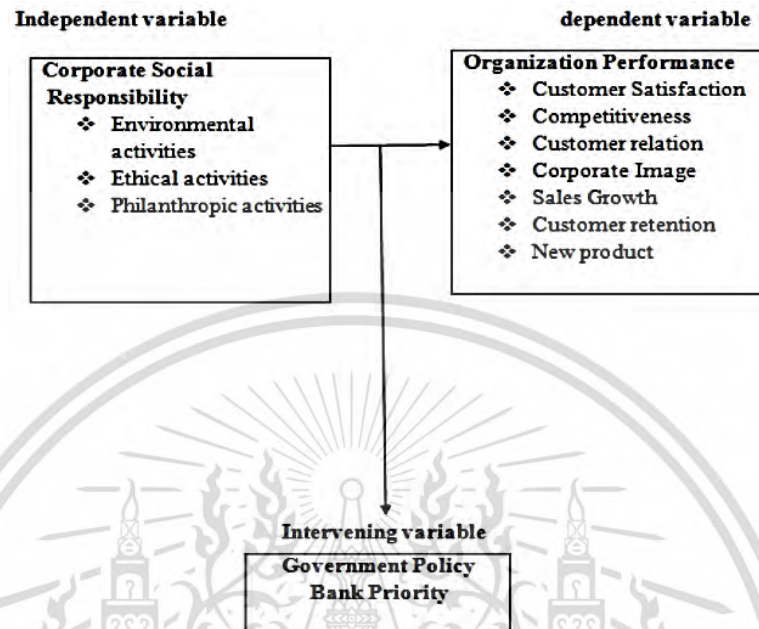 Independent variable
dependent variable
Corporate Social
Responsibility
❖ Environmental
activities
❖ Ethical activities
❖ Philanthropic activities
Organization Performance
❖ Customer Satisfaction
❖ Competitiveness
❖ Customer relation
❖ Corporate Image
❖ Sales Growth
❖ Customer retention
❖ New product
Intervening variable
Government Policy
Bank Priority